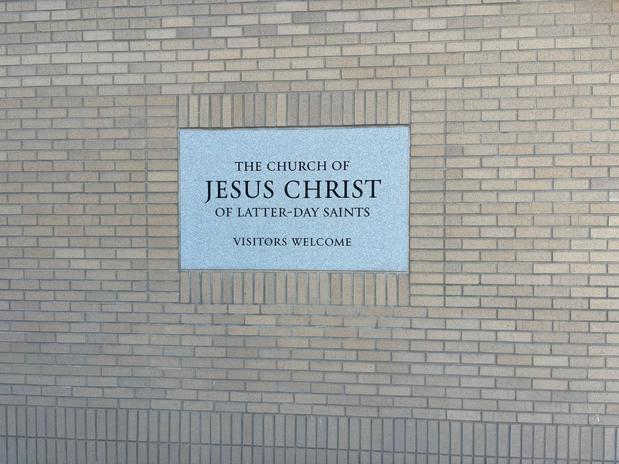 THE CHURCH OF
JESUS CHRIST
OF LATTER-DAY SAINTS
VISITORS WELCOME